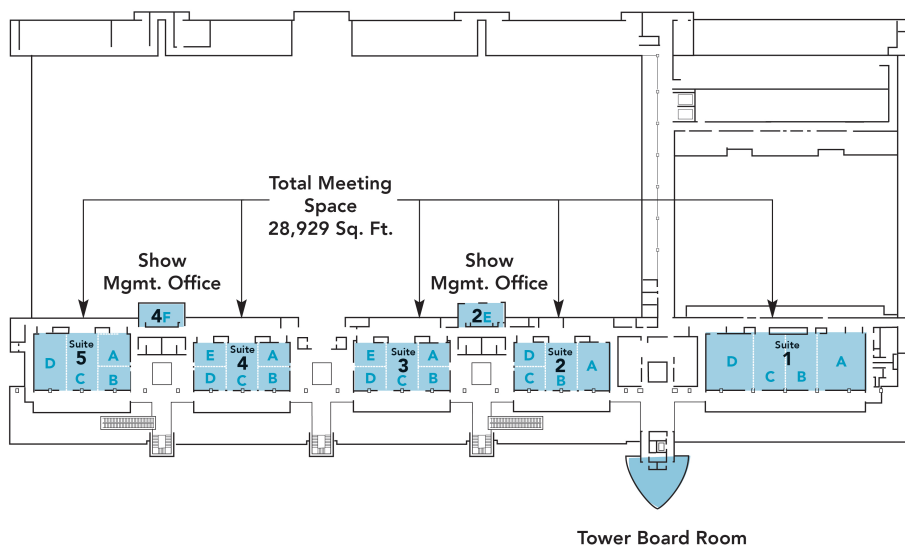 Total Meeting
Space
28,929 Sq. Ft.
Show
Mgmt. Office
Show
Mgmt. Office
4F
2E
Suite
5
D
A
C
B
Suite
4
E
A
D
C
B
Suite
3
E
A
D
C
B
Suite
2
D
A
C
B
Suite
1
D
A
C
B
Tower Board Room